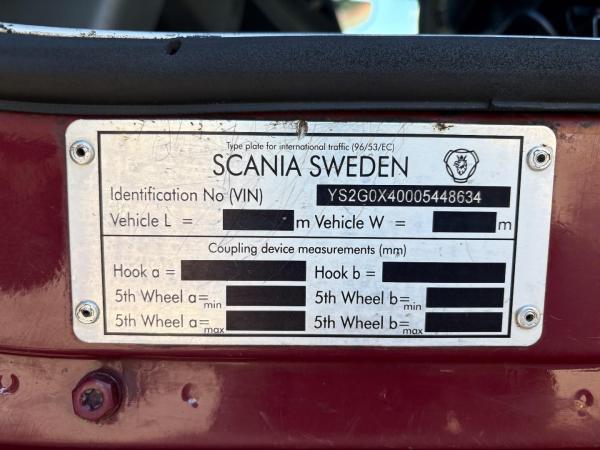 Type plate for international traffic (96/53/EC)
SCANIA SWEDEN
Identification No (VIN) YS2G0X40005448634
Vehicle L = m Vehicle W = m
Coupling device measurements (mm)
Hook a = Hook b =
5th Wheel a=min 5th Wheel b=min
5th Wheel a=max 5th Wheel b=max